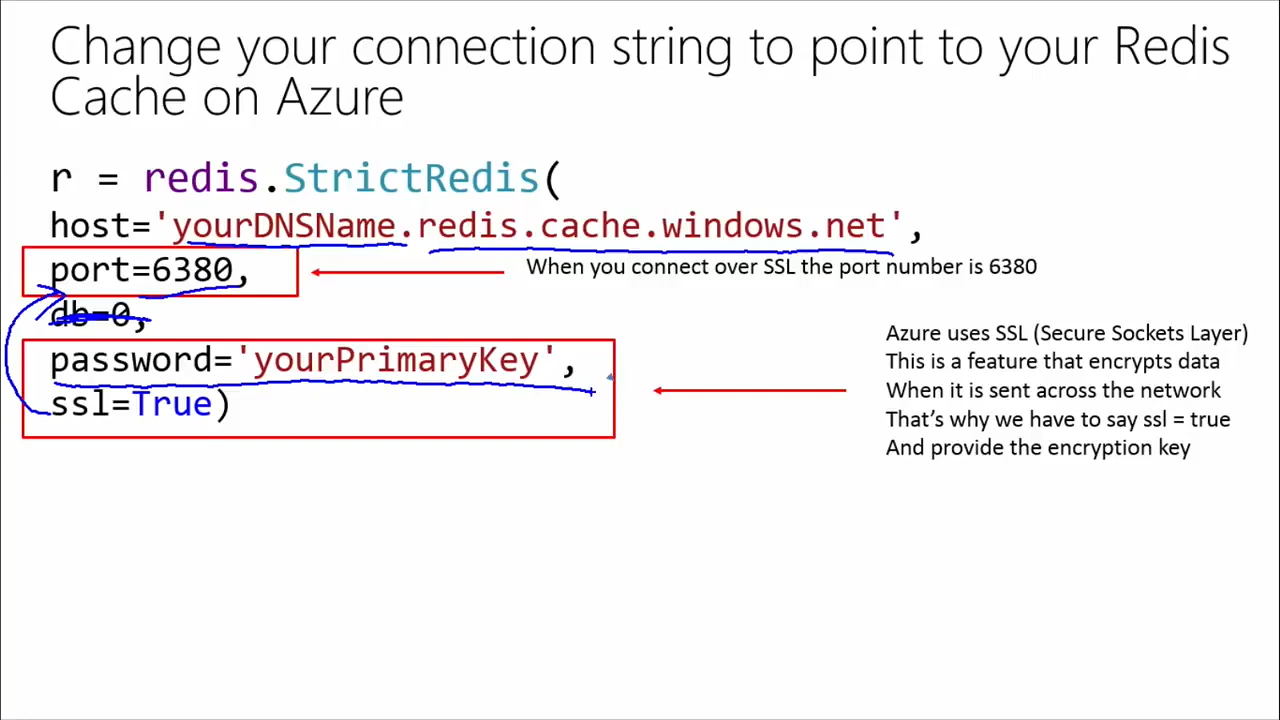 Change your connection string to point to your Redis
Cache on Azure
r = redis.StrictRedis(
host='yourDNSName.redis.cache.windows.net',
port=6380,
When you connect over SSL the port number is 6380
db=0,
password='yourPrimaryKey',
ssl=True)
Azure uses SSL (Secure Sockets Layer)
This is a feature that encrypts data
When it is sent across the network
That's why we have to say ssl = true
And provide the encryption key